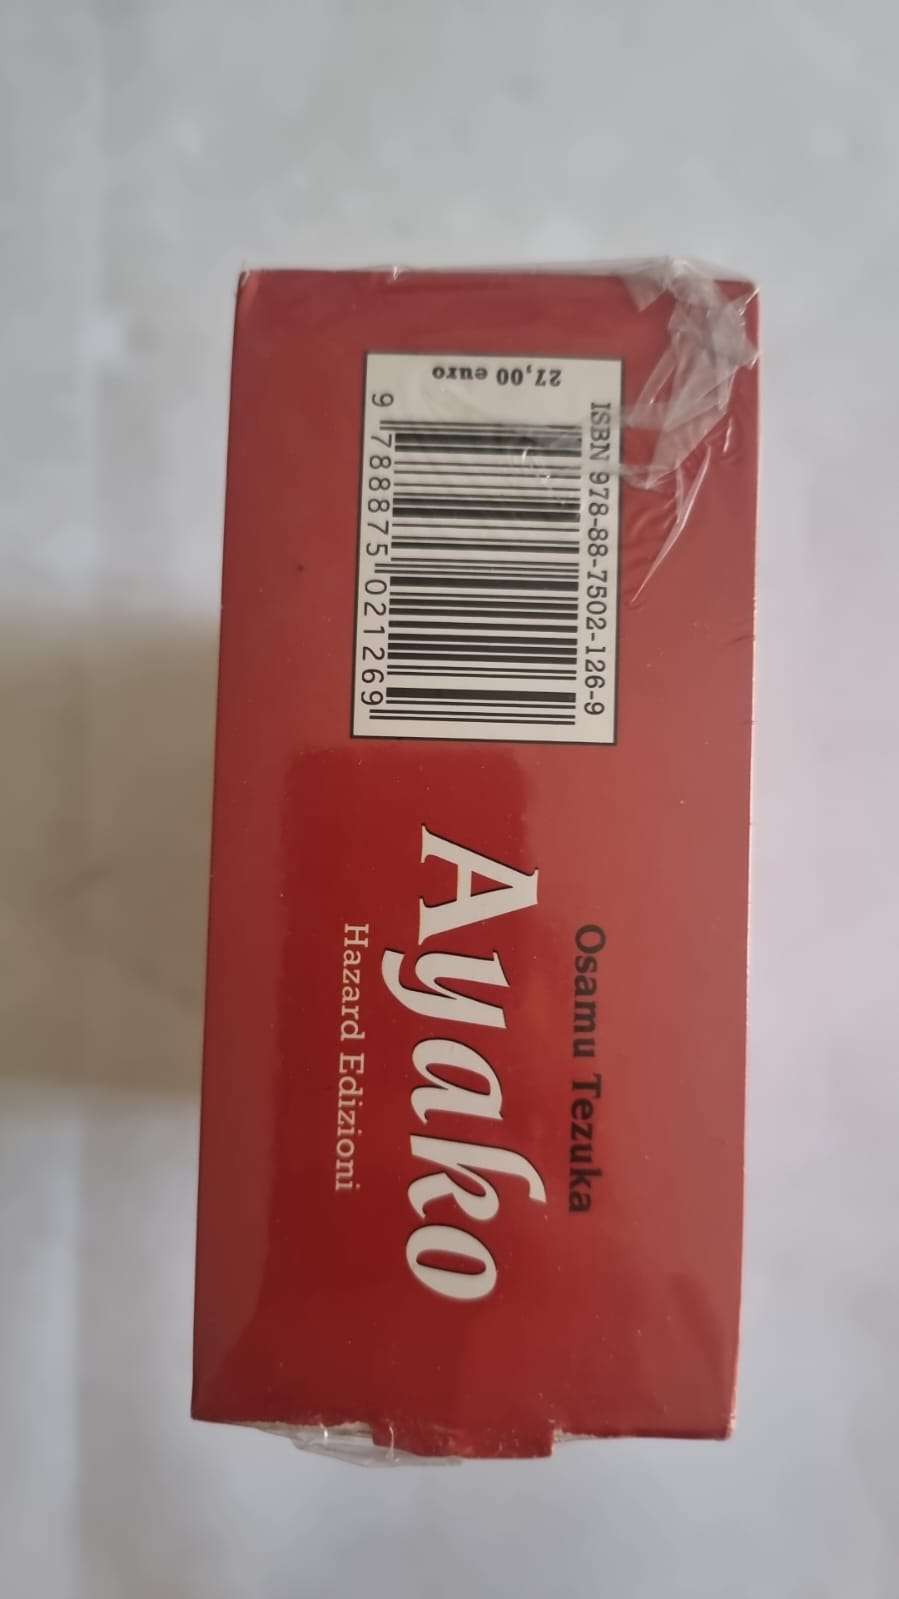 27,00 euro
ISBN 978-88-7502-126-9
9 788875 021269
Osamu Tezuka
Ayako
Hazard Edizioni